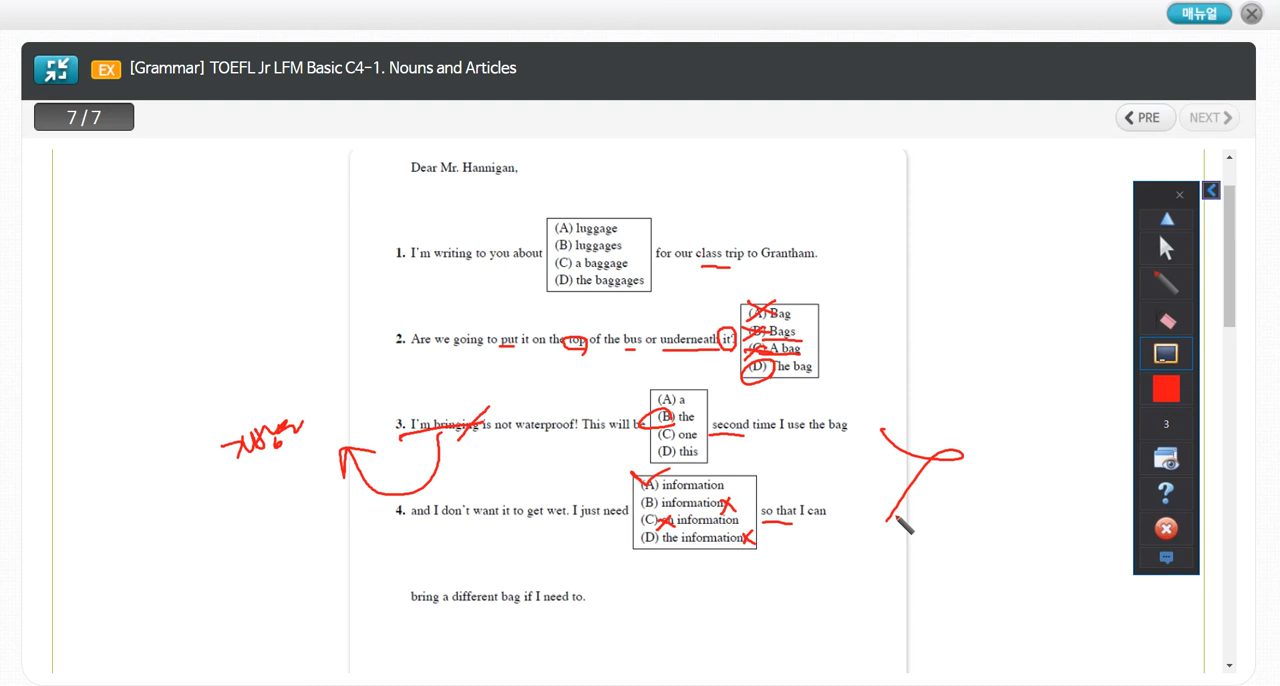 매뉴얼
EX [Grammar] TOEFL Jr LFM Basic C4-1. Nouns and Articles
7 / 7
PRE
NEXT
Dear Mr. Hannigan,
1. I'm writing to you about
(A) luggage
(B) luggages
(C) a baggage
(D) the baggages
for our class trip to Grantham.
2. Are we going to put it on the top of the bus or underneath it?
(A) Bag
(B) Bags
(C) A bag
(D) The bag
3. I'm bringing is not waterproof! This will be
(A) a
(B) the
(C) one
(D) this
second time I use the bag
4. and I don't want it to get wet. I just need
(A) information
(B) informations
(C) an information
(D) the informations
so that I can
bring a different bag if I need to.
3